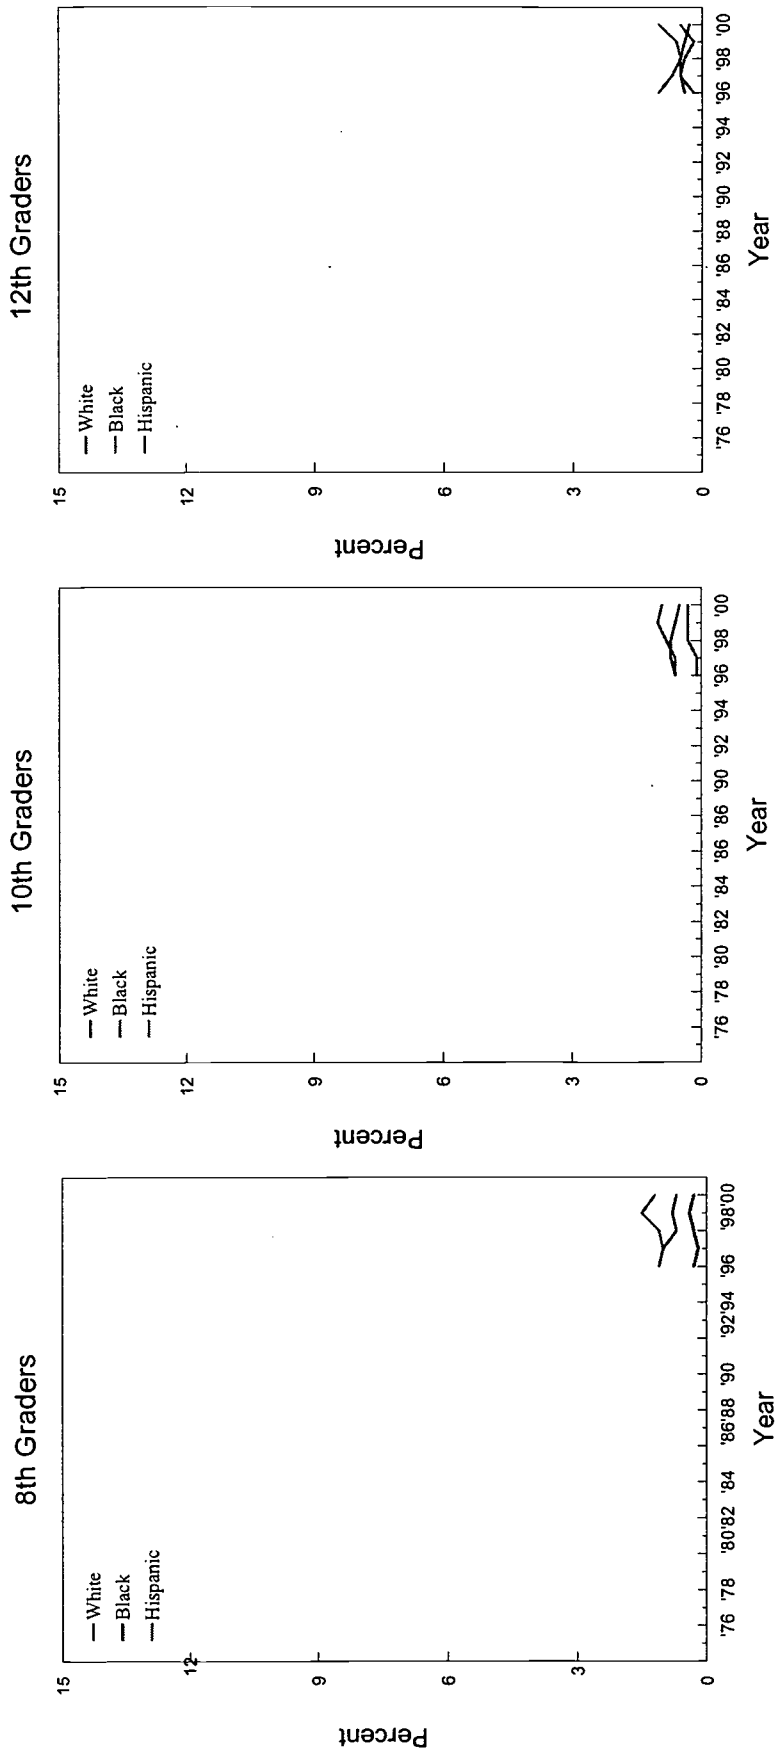 8th Graders
Percent
15
12
9
6
3
0
White
Black
Hispanic
'76 '78 '80'82 '84 '86'88 '90 '92'94 '96 '98'00
Year
10th Graders
Percent
15
12
9
6
3
0
White
Black
Hispanic
'76 '78 '80 '82 '84 '86 '86 '90 '92 '94 '96 '98 '00
Year
12th Graders
Percent
15
12
9
6
3
0
White
Black
Hispanic
'76 '78 '80 '82 '84 '86 '88 '90 '92 '94 '96 '98 '00
Year